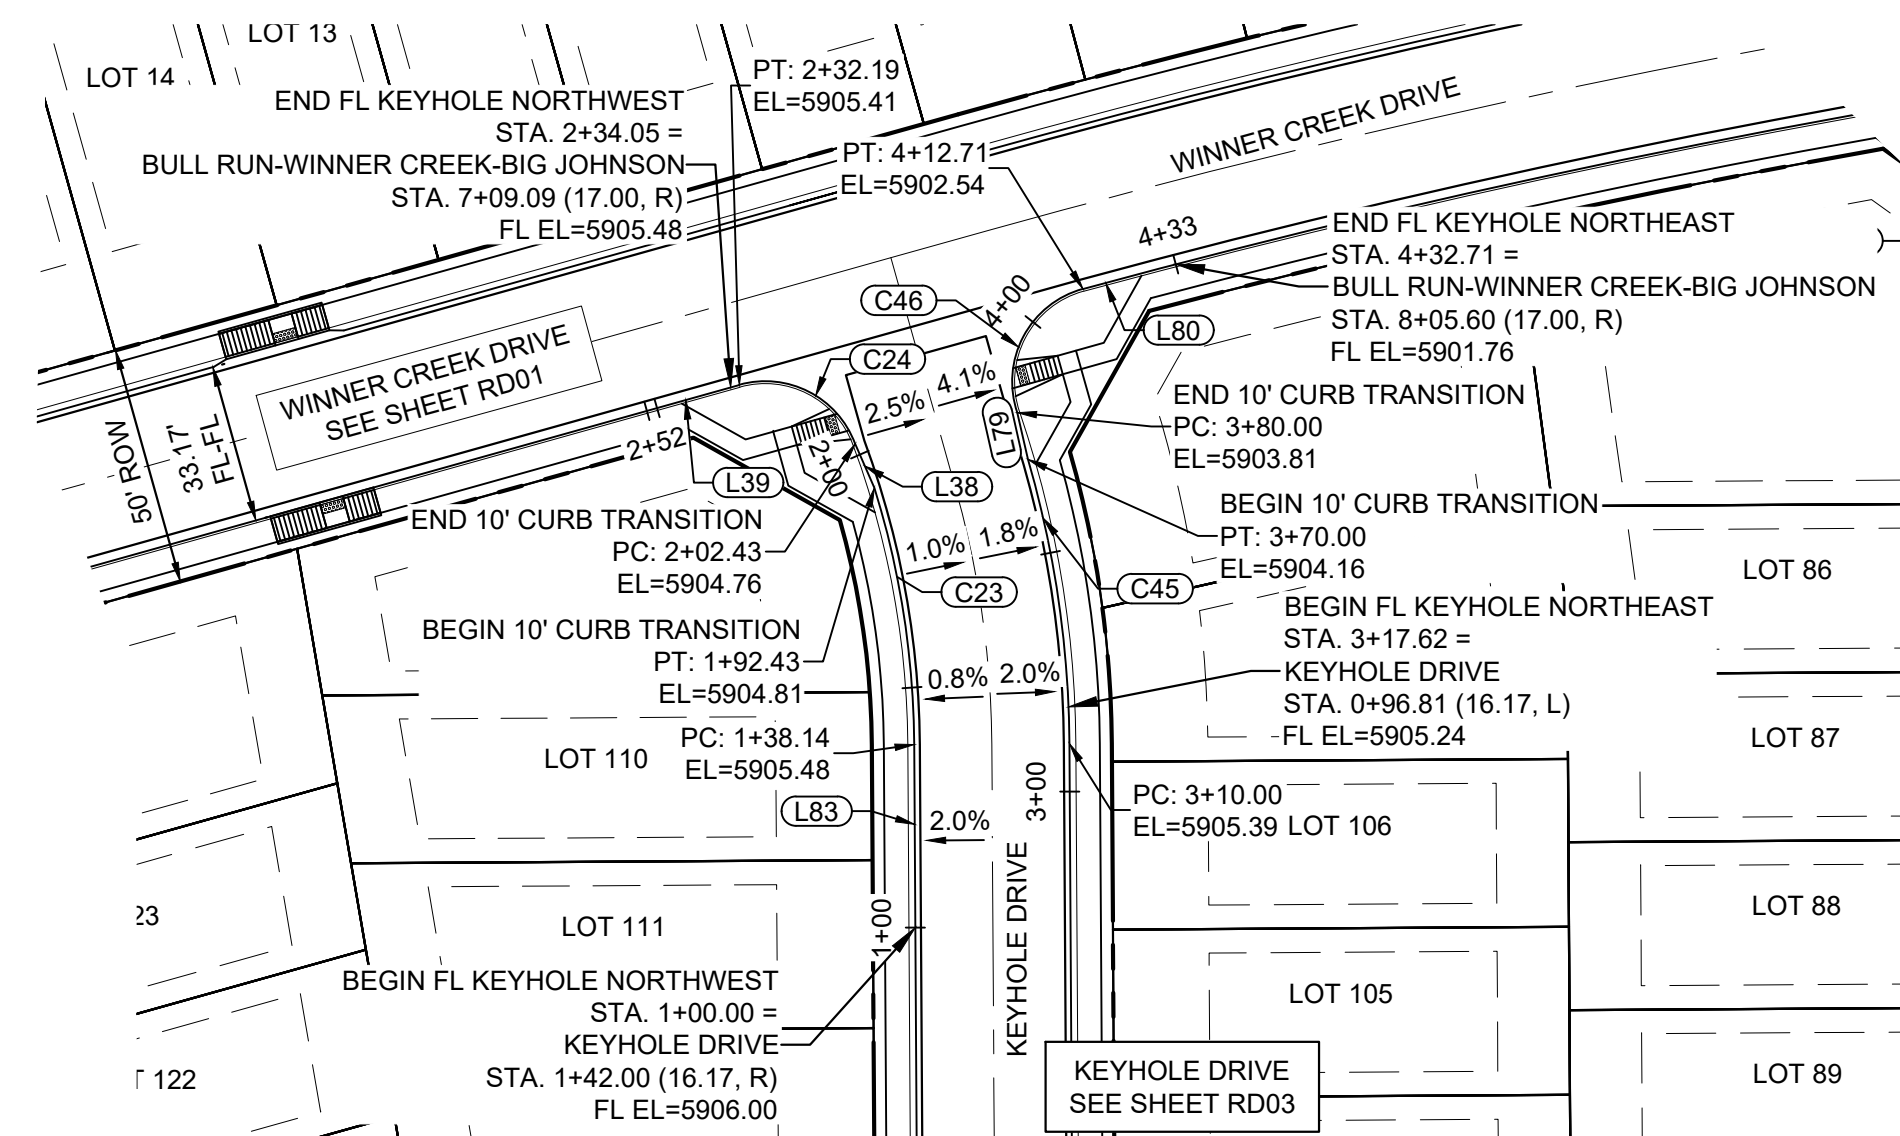 LOT 13
LOT 14
PT: 2+32.19
EL=5905.41
END FL KEYHOLE NORTHWEST
STA. 2+34.05 =
BULL RUN-WINNER CREEK-BIG JOHNSON
STA. 7+09.09 (17.00, R)
FL EL=5905.48
PT: 4+12.71
EL=5902.54
WINNER CREEK DRIVE
4+33
END FL KEYHOLE NORTHEAST
STA. 4+32.71 =
BULL RUN-WINNER CREEK-BIG JOHNSON
STA. 8+05.60 (17.00, R)
FL EL=5901.76
C46
4+00
L80
WINNER CREEK DRIVE
SEE SHEET RD01
C24
2.5%
4.1%
L79
END 10' CURB TRANSITION
PC: 3+80.00
EL=5903.81
50' ROW
33.17'
FL-FL
2+52
L39
2+00
L38
BEGIN 10' CURB TRANSITION
PT: 3+70.00
EL=5904.16
END 10' CURB TRANSITION
PC: 2+02.43
EL=5904.76
1.0%
1.8%
C23
C45
LOT 86
BEGIN 10' CURB TRANSITION
PT: 1+92.43
EL=5904.81
0.8%
2.0%
BEGIN FL KEYHOLE NORTHEAST
STA. 3+17.62 =
KEYHOLE DRIVE
STA. 0+96.81 (16.17, L)
FL EL=5905.24
LOT 110
PC: 1+38.14
EL=5905.48
LOT 87
L83
2.0%
3+00
PC: 3+10.00
EL=5905.39
LOT 106
23
LOT 111
1+00
KEYHOLE DRIVE
LOT 88
BEGIN FL KEYHOLE NORTHWEST
STA. 1+00.00 =
KEYHOLE DRIVE
STA. 1+42.00 (16.17, R)
FL EL=5906.00
LOT 105
122
KEYHOLE DRIVE
SEE SHEET RD03
LOT 89